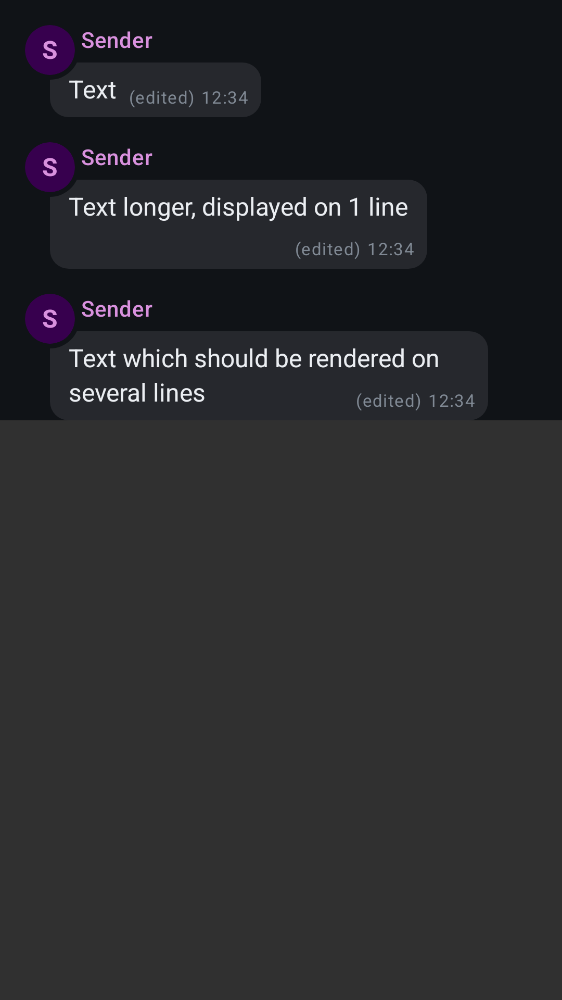 S Sender
Text (edited) 12:34
S Sender
Text longer, displayed on 1 line
(edited) 12:34
S Sender
Text which should be rendered on
several lines (edited) 12:34